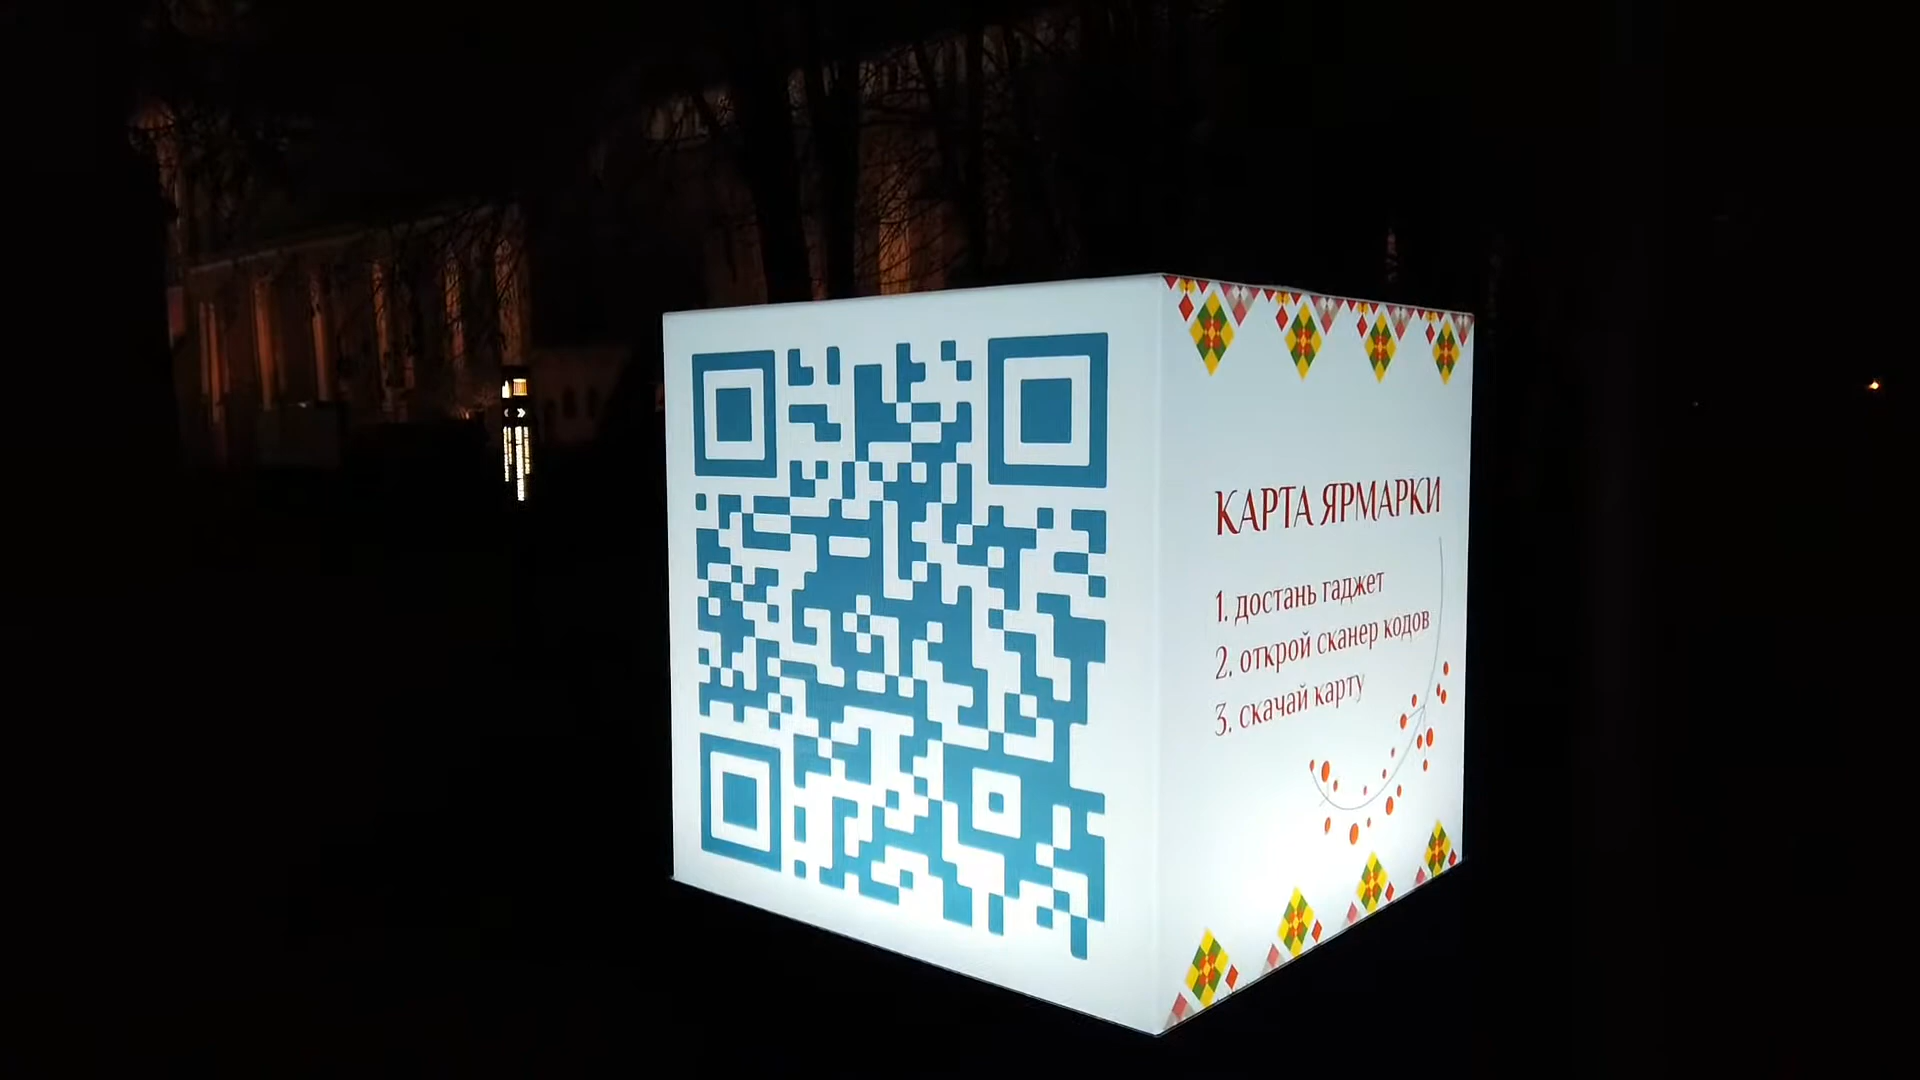 КАРТА ЯРМАРКИ
1. достань гаджет
2. открой сканер кодов
3. скачай карту